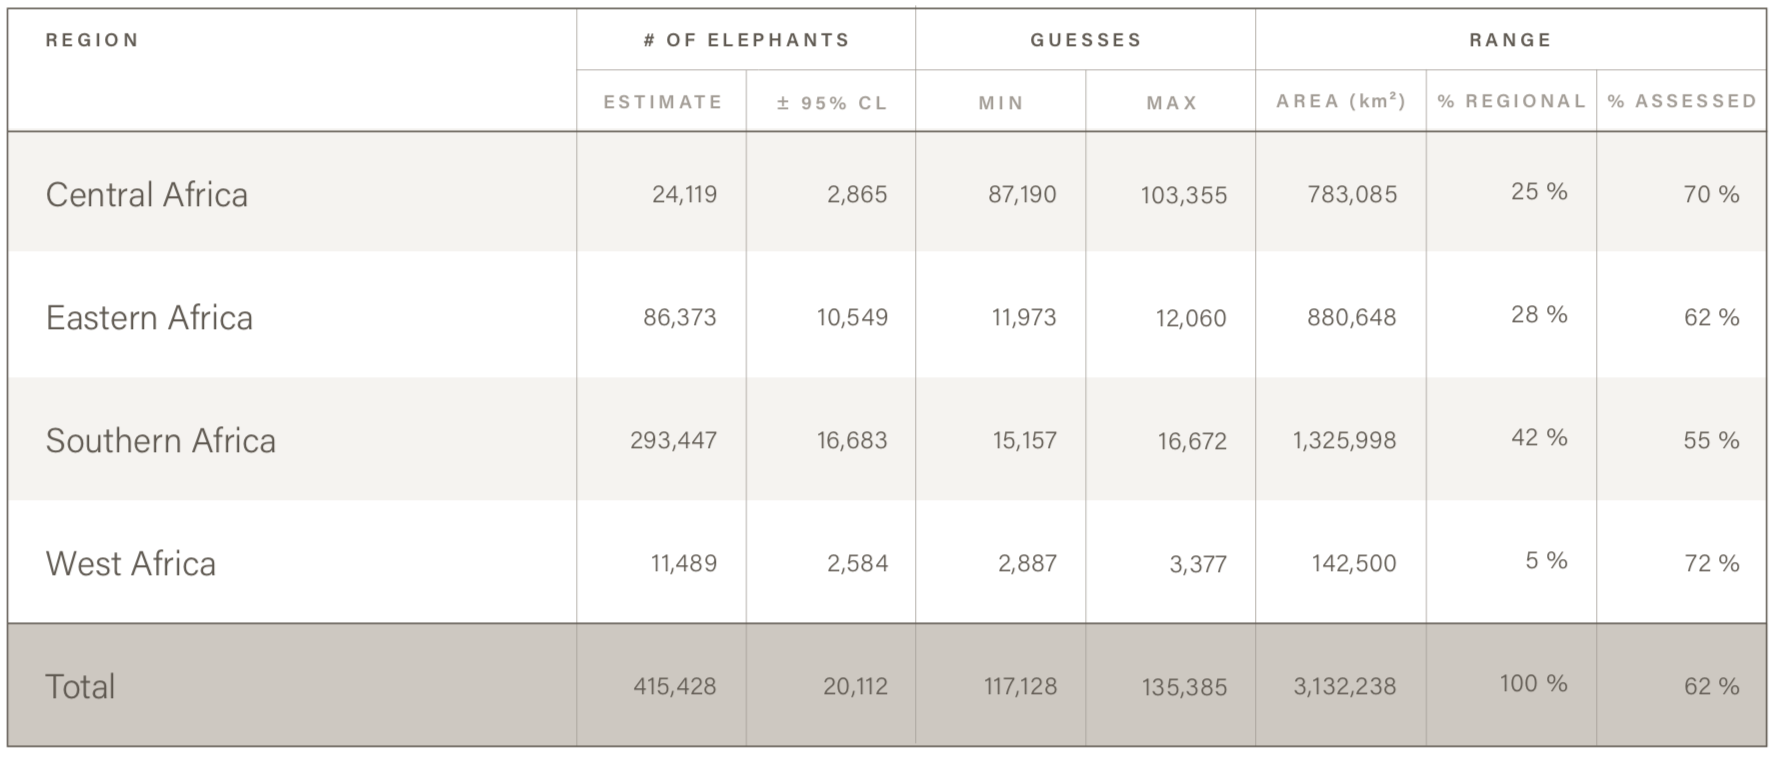 REGION # OF ELEPHANTS GUESSES RANGE
ESTIMATE ± 95% CL MIN MAX AREA (km²) % REGIONAL % ASSESSED
Central Africa 24,119 2,865 87,190 103,355 783,085 25 % 70 %
Eastern Africa 86,373 10,549 11,973 12,060 880,648 28 % 62 %
Southern Africa 293,447 16,683 15,157 16,672 1,325,998 42 % 55 %
West Africa 11,489 2,584 2,887 3,377 142,500 5 % 72 %
Total 415,428 20,112 117,128 135,385 3,132,238 100 % 62 %